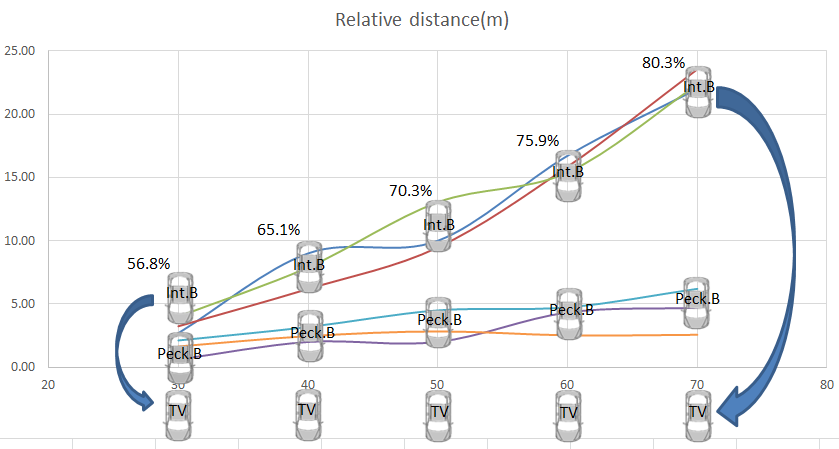 Relative distance(m)
25.00
20.00
15.00
10.00
5.00
0.00
20
30
40
50
60
70
80
56.8%
65.1%
70.3%
75.9%
80.3%
Int.B
Int.B
Int.B
Int.B
Int.B
Peck.B
Peck.B
Peck.B
Peck.B
Peck.B
TV
TV
TV
TV
TV